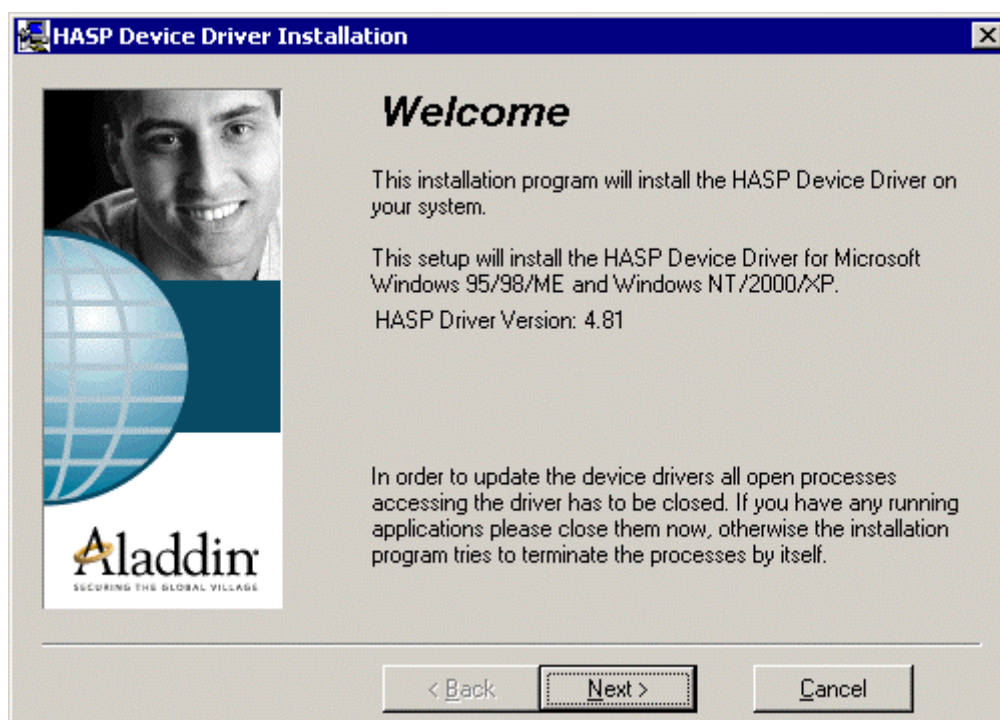 HASP Device Driver Installation
Welcome
This installation program will install the HASP Device Driver on
your system.
This setup will install the HASP Device Driver for Microsoft
Windows 95/98/ME and Windows NT/2000/XP.
HASP Driver Version: 4.81
In order to update the device drivers all open processes
accessing the driver has to be closed. If you have any running
applications please close them now, otherwise the installation
program tries to terminate the processes by itself.
Aladdin
SECURING THE GLOBAL VILLAGE
< Back
Next >
Cancel